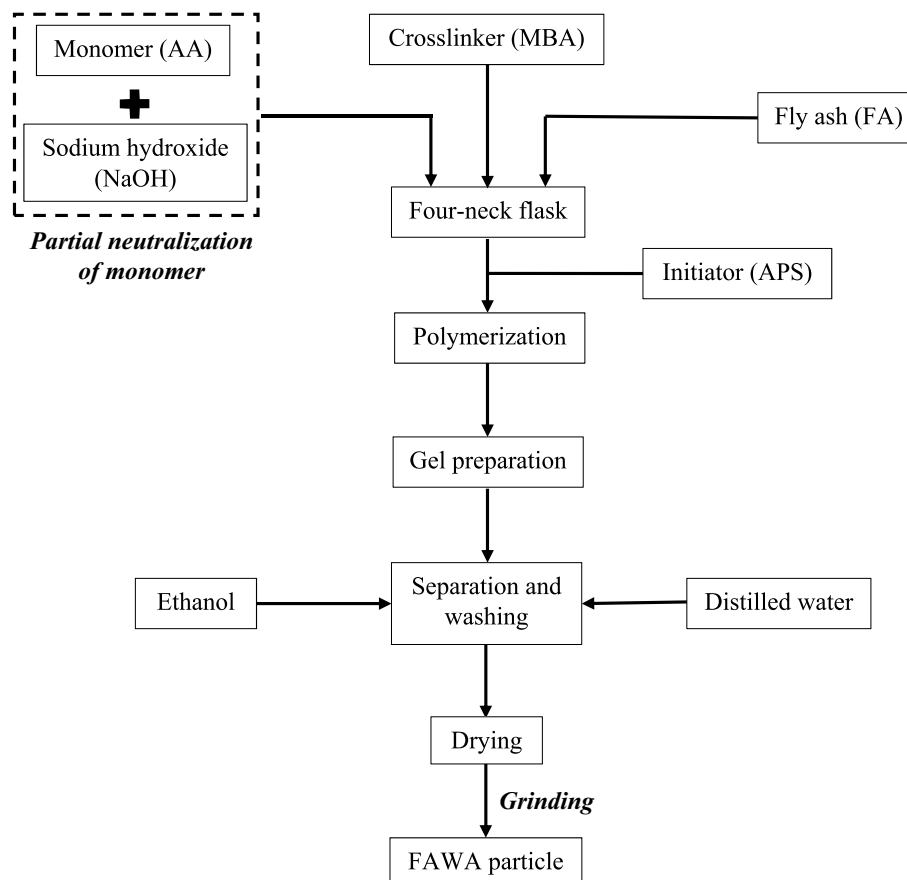 Monomer (AA)
Crosslinker (MBA)
Fly ash (FA)
Sodium hydroxide
(NaOH)
Four-neck flask
Partial neutralization
of monomer
Initiator (APS)
Polymerization
Gel preparation
Ethanol
Separation and
washing
Distilled water
Drying
Grinding
FAWA particle